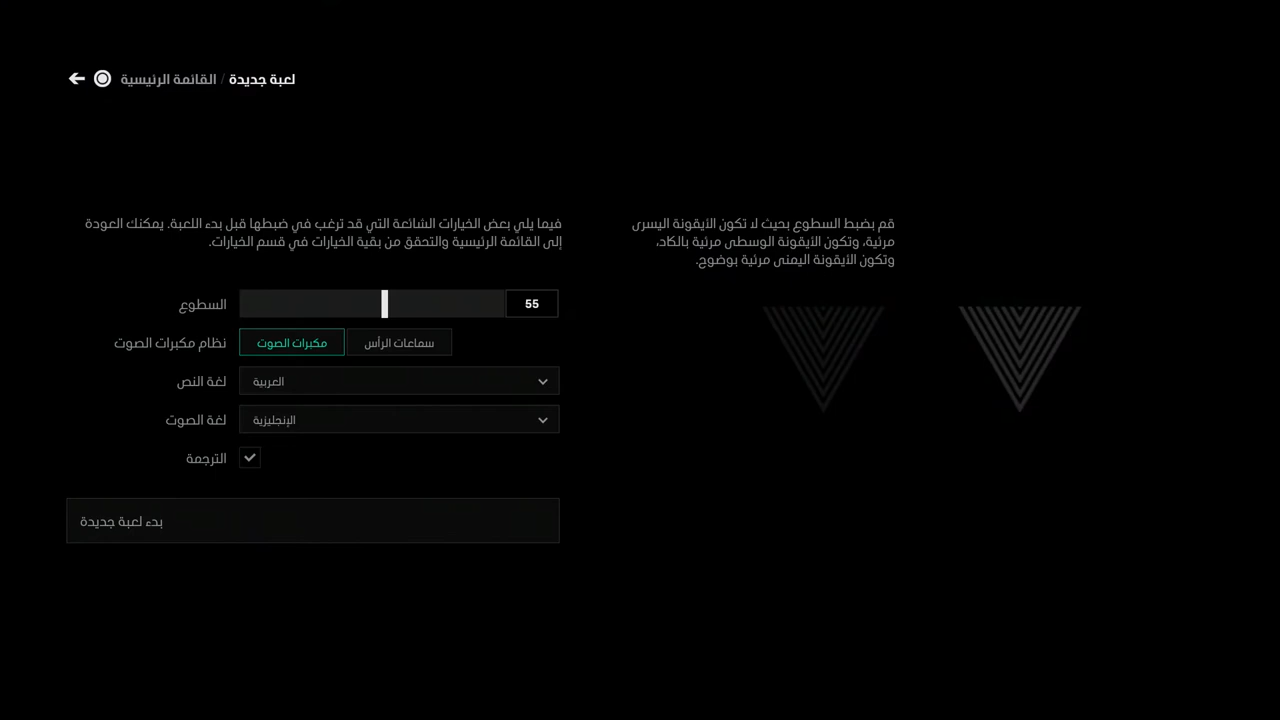 القائمة الرئيسية / لعبة جديدة
فيما يلي بعض الخيارات الشائعة التي قد ترغب في ضبطها قبل بدء اللعبة. يمكنك العودة
إلى القائمة الرئيسية والتحقق من بقية الخيارات في قسم الخيارات.
السطوع 55
نظام مكبرات الصوت مكبرات الصوت سماعات الرأس
لغة النص العربية
لغة الصوت الإنجليزية
الترجمة
بدء لعبة جديدة
قم بضبط السطوع بحيث لا تكون الأيقونة اليسرى
مرئية، وتكون الأيقونة الوسطى مرئية بالكاد،
وتكون الأيقونة اليمنى مرئية بوضوح.